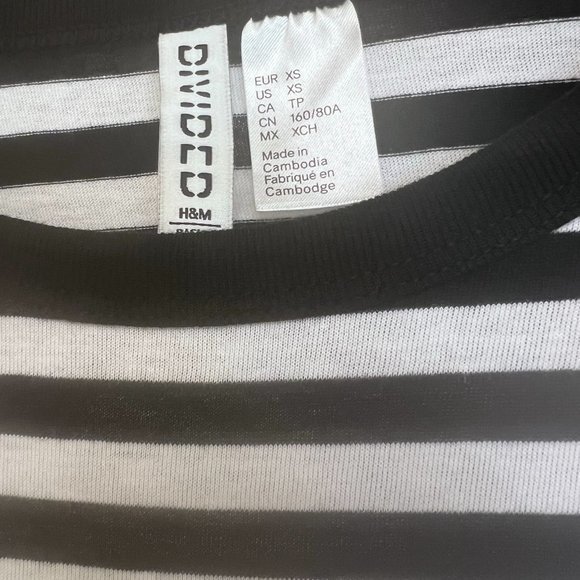 DIVIDED
H&M
EUR XS
US XS
CA TP
CN 160/80A
MX XCH
Made in
Cambodia
Fabriqué en
Cambodge